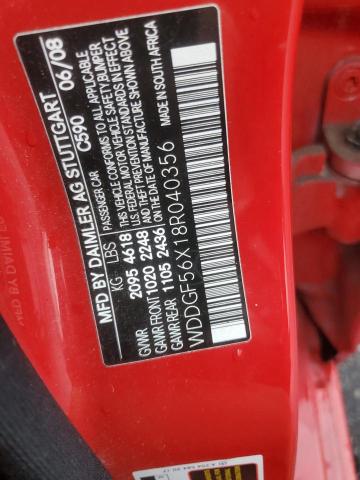 MFD BY DAIMLER AG STUTTGART 06/08
PASSENGER CAR C590
KG LBS
GVWR 2095 4618
GAWR FRONT 1020 2248
GAWR REAR 1105 2436
VEHICLE CONFORMS TO ALL APPLICABLE
U.S. FEDERAL MOTOR VEHICLE SAFETY,BUMPER
AND THEFT PREVENTION STANDARDS IN EFFECT
ON THE DATE OF MANUFACTURE SHOWN ABOVE
MADE IN SOUTH AFRICA
WDDGF56X18R040356